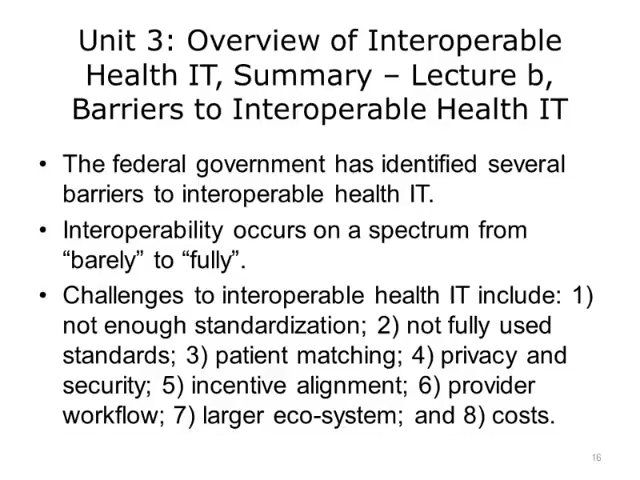 Unit 3: Overview of Interoperable
Health IT, Summary – Lecture b,
Barriers to Interoperable Health IT
• The federal government has identified several
barriers to interoperable health IT.
• Interoperability occurs on a spectrum from
“barely” to “fully”.
• Challenges to interoperable health IT include: 1)
not enough standardization; 2) not fully used
standards; 3) patient matching; 4) privacy and
security; 5) incentive alignment; 6) provider
workflow; 7) larger eco-system; and 8) costs.
16